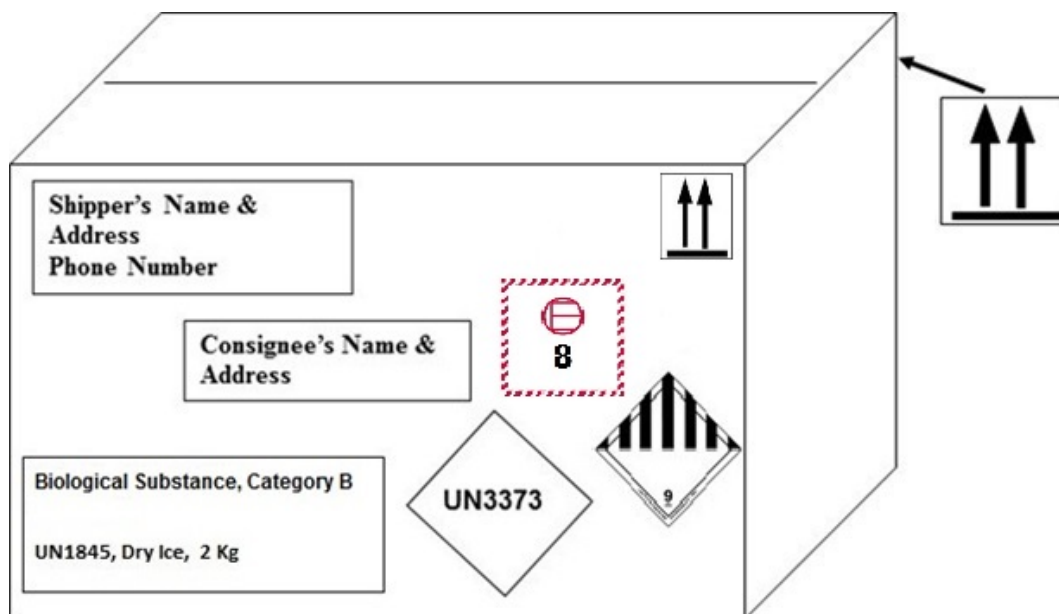 Shipper's Name &
Address
Phone Number
Consignee's Name &
Address
E
8
Biological Substance, Category B
UN1845, Dry Ice, 2 Kg
UN3373
9